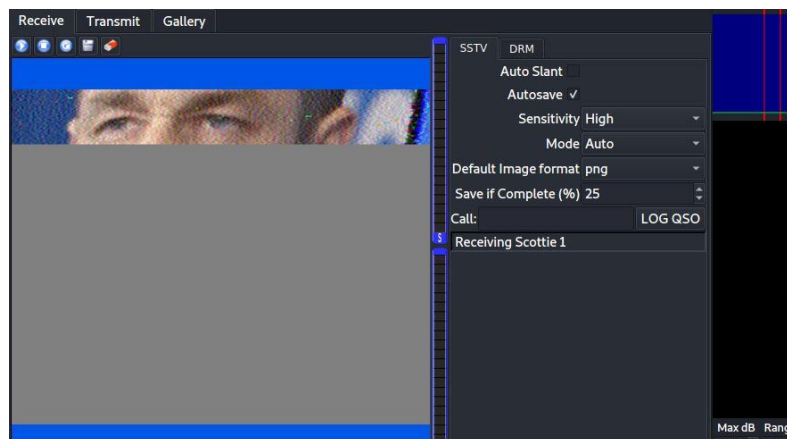 Receive Transmit Gallery
SSTV DRM
Auto Slant
Autosave
Sensitivity High
Mode Auto
Default Image format png
Save if Complete (%) 25
Call: LOG QSO
S
Receiving Scottie 1
Max dB Rang